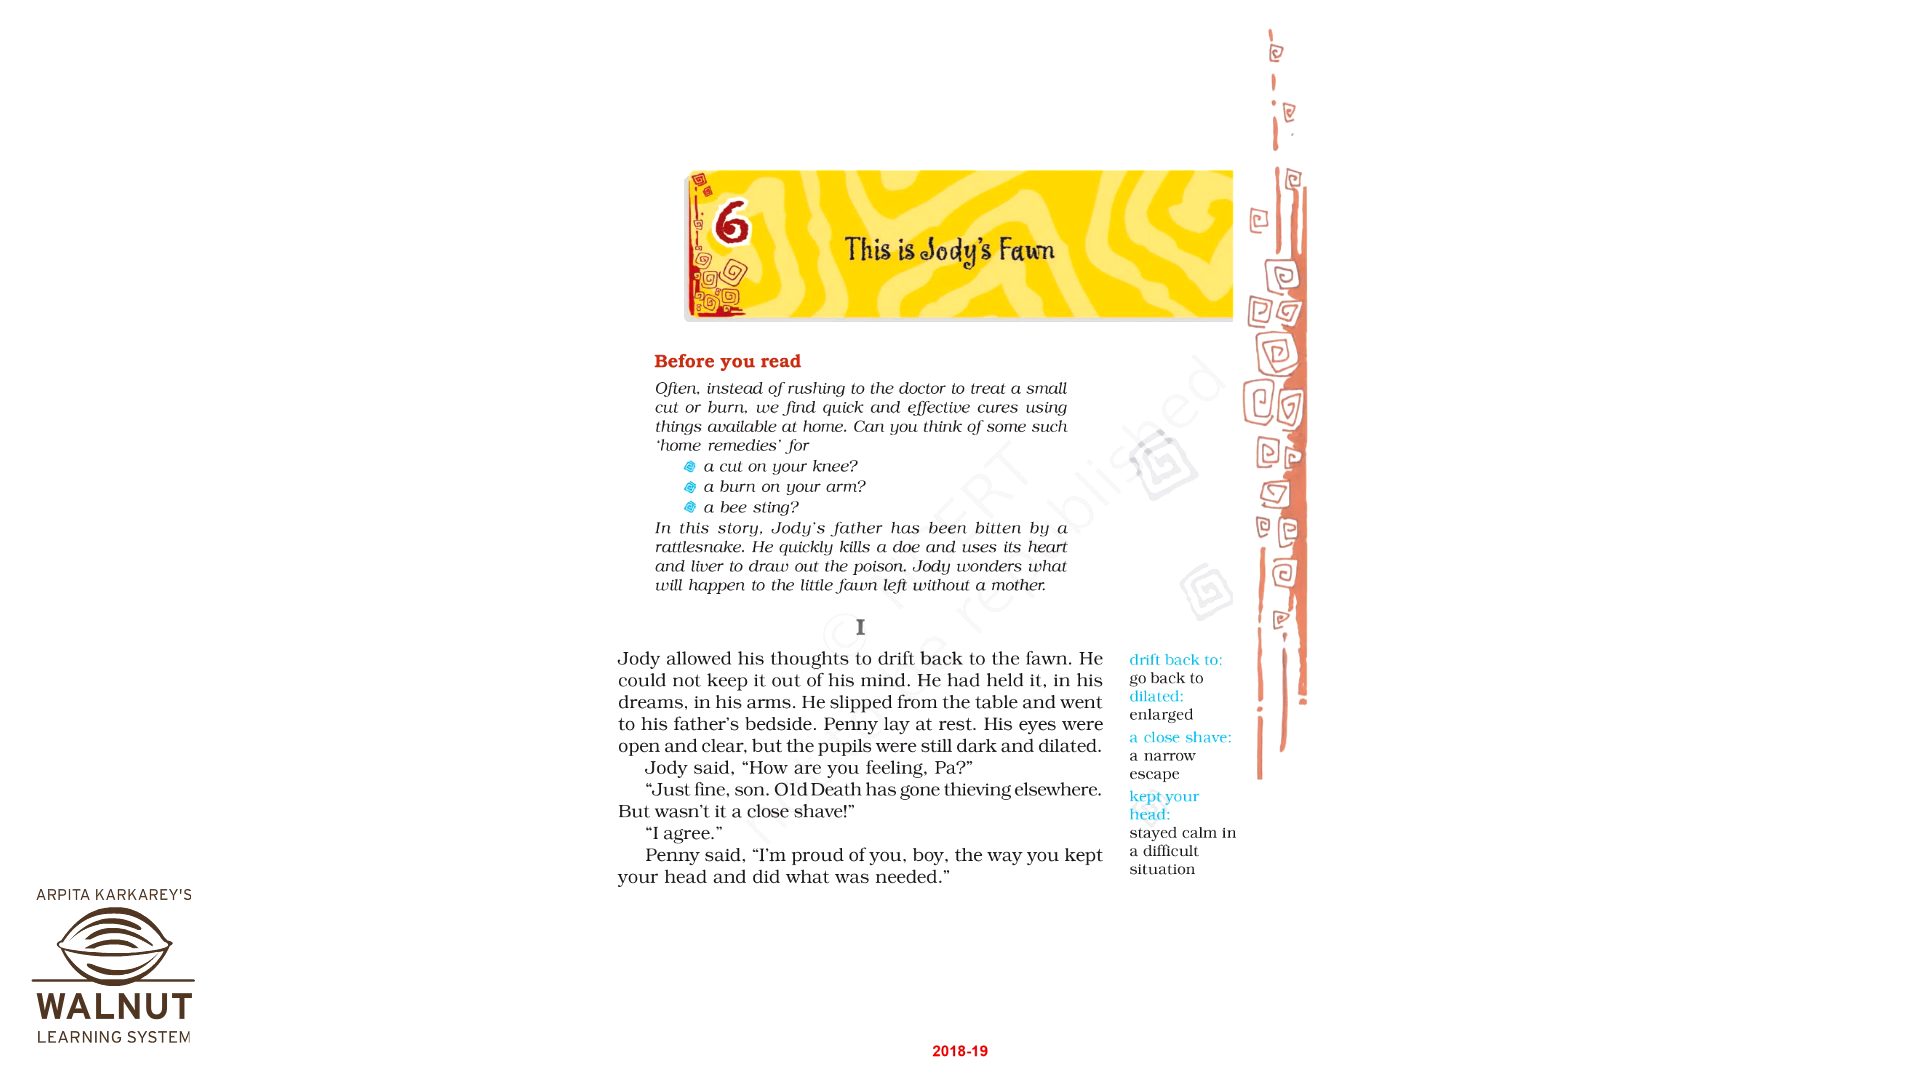 6
This is Jody's Fawn
Before you read
Often, instead of rushing to the doctor to treat a small
cut or burn, we find quick and effective cures using
things available at home. Can you think of some such
‘home remedies’ for
a cut on your knee?
a burn on your arm?
a bee sting?
In this story, Jody’s father has been bitten by a
rattlesnake. He quickly kills a doe and uses its heart
and liver to draw out the poison. Jody wonders what
will happen to the little fawn left without a mother.
I
Jody allowed his thoughts to drift back to the fawn. He
could not keep it out of his mind. He had held it, in his
dreams, in his arms. He slipped from the table and went
to his father’s bedside. Penny lay at rest. His eyes were
open and clear, but the pupils were still dark and dilated.
Jody said, “How are you feeling, Pa?”
“Just fine, son. O1d Death has gone thieving elsewhere.
But wasn’t it a close shave!”
“I agree.”
Penny said, “I’m proud of you, boy, the way you kept
your head and did what was needed.”
drift back to:
go back to
dilated:
enlarged
a close shave:
a narrow
escape
kept your
head:
stayed calm in
a difficult
situation
ARPITA KARKAREY'S
WALNUT
LEARNING SYSTEM
2018-19